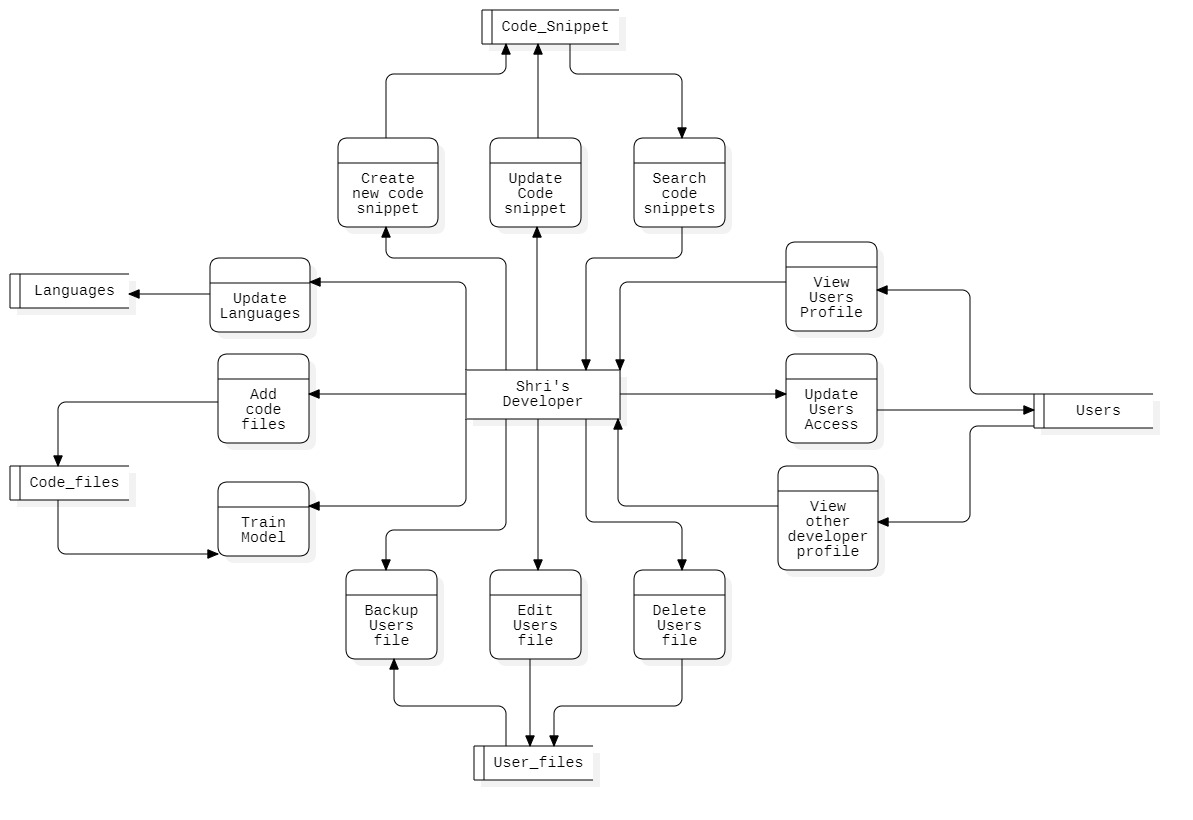 Code_Snippet
Create
new code
snippet
Update
Code
snippet
Search
code
snippets
Languages
Update
Languages
View
Users
Profile
Add
code
files
Shri's
Developer
Update
Users
Access
Users
Code_files
Train
Model
View
other
developer
profile
Backup
Users
file
Edit
Users
file
Delete
Users
file
User_files